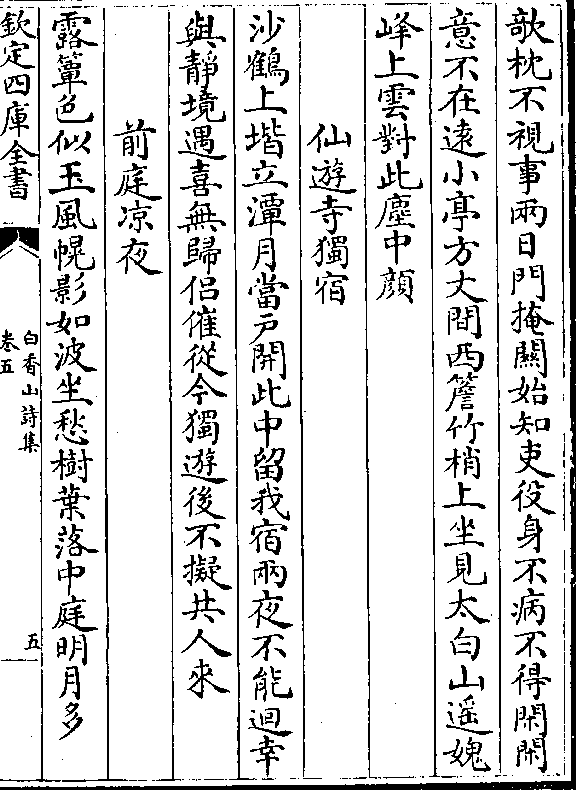 欹枕不視事兩日門掩關始知吏役身不病不得閑閑
意不在遠小亭方丈間西簷竹梢上坐見太白山遥媿
峰上雲對此塵中顔
仙遊寺獨宿
沙鶴上堦立潭月當戸開此中留我宿兩夜不能迴幸
與靜境遇喜無歸侣催從今獨遊後不擬共人來
前庭凉夜
露簟色似玉風幌影如波坐愁樹葉落中庭明月多
欽定四庫全書
白香山詩集
卷五
五